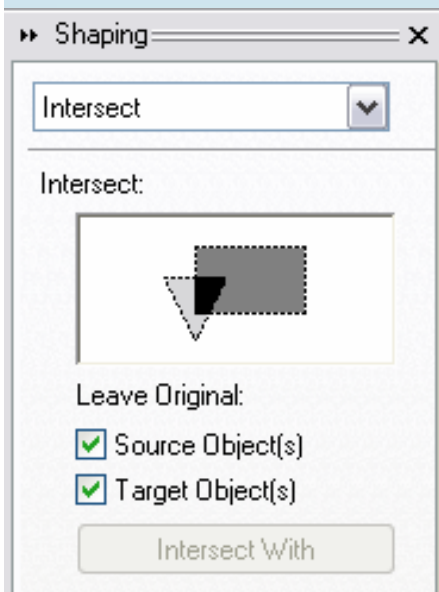 Shaping
Intersect
Intersect:
Leave Original:
Source Object(s)
Target Object(s)
Intersect With